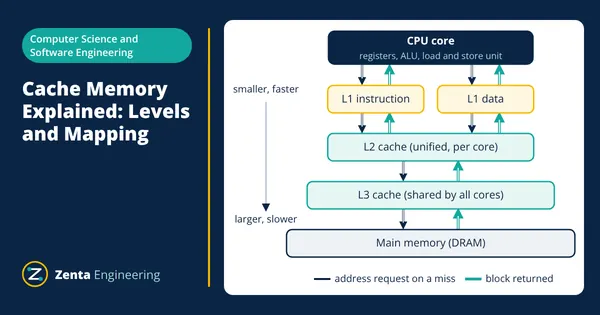 Computer Science and
Software Engineering
Cache Memory
Explained: Levels
and Mapping
Zenta Engineering
CPU core
registers, ALU, load and store unit
smaller, faster
L1 instruction
L1 data
L2 cache (unified, per core)
L3 cache (shared by all cores)
larger, slower
Main memory (DRAM)
address request on a miss
block returned